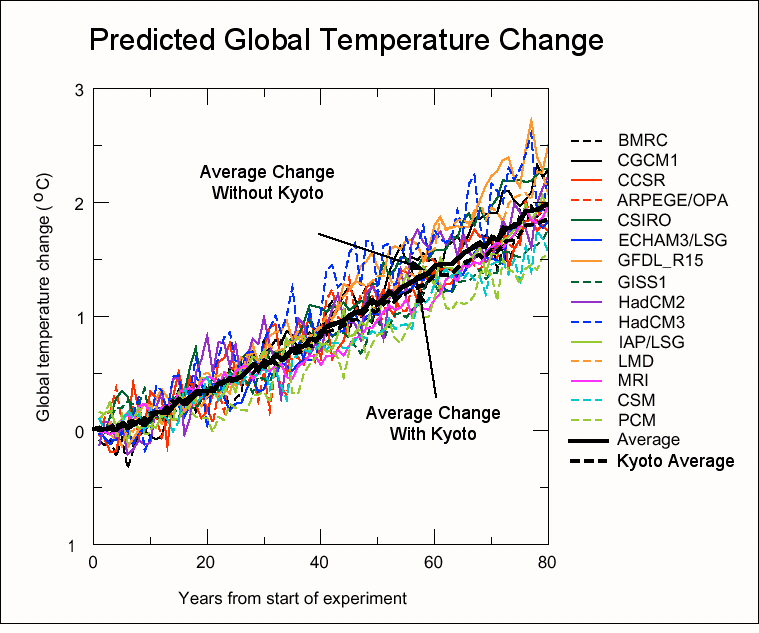 Predicted Global Temperature Change
3
2
1
0
1
Global temperature change ( o C)
Average Change
Without Kyoto
Average Change
With Kyoto
0
20
40
60
80
Years from start of experiment
BMRC
CGCM1
CCSR
ARPEGE/OPA
CSIRO
ECHAM3/LSG
GFDL_R15
GISS1
HadCM2
HadCM3
IAP/LSG
LMD
MRI
CSM
PCM
Average
Kyoto Average